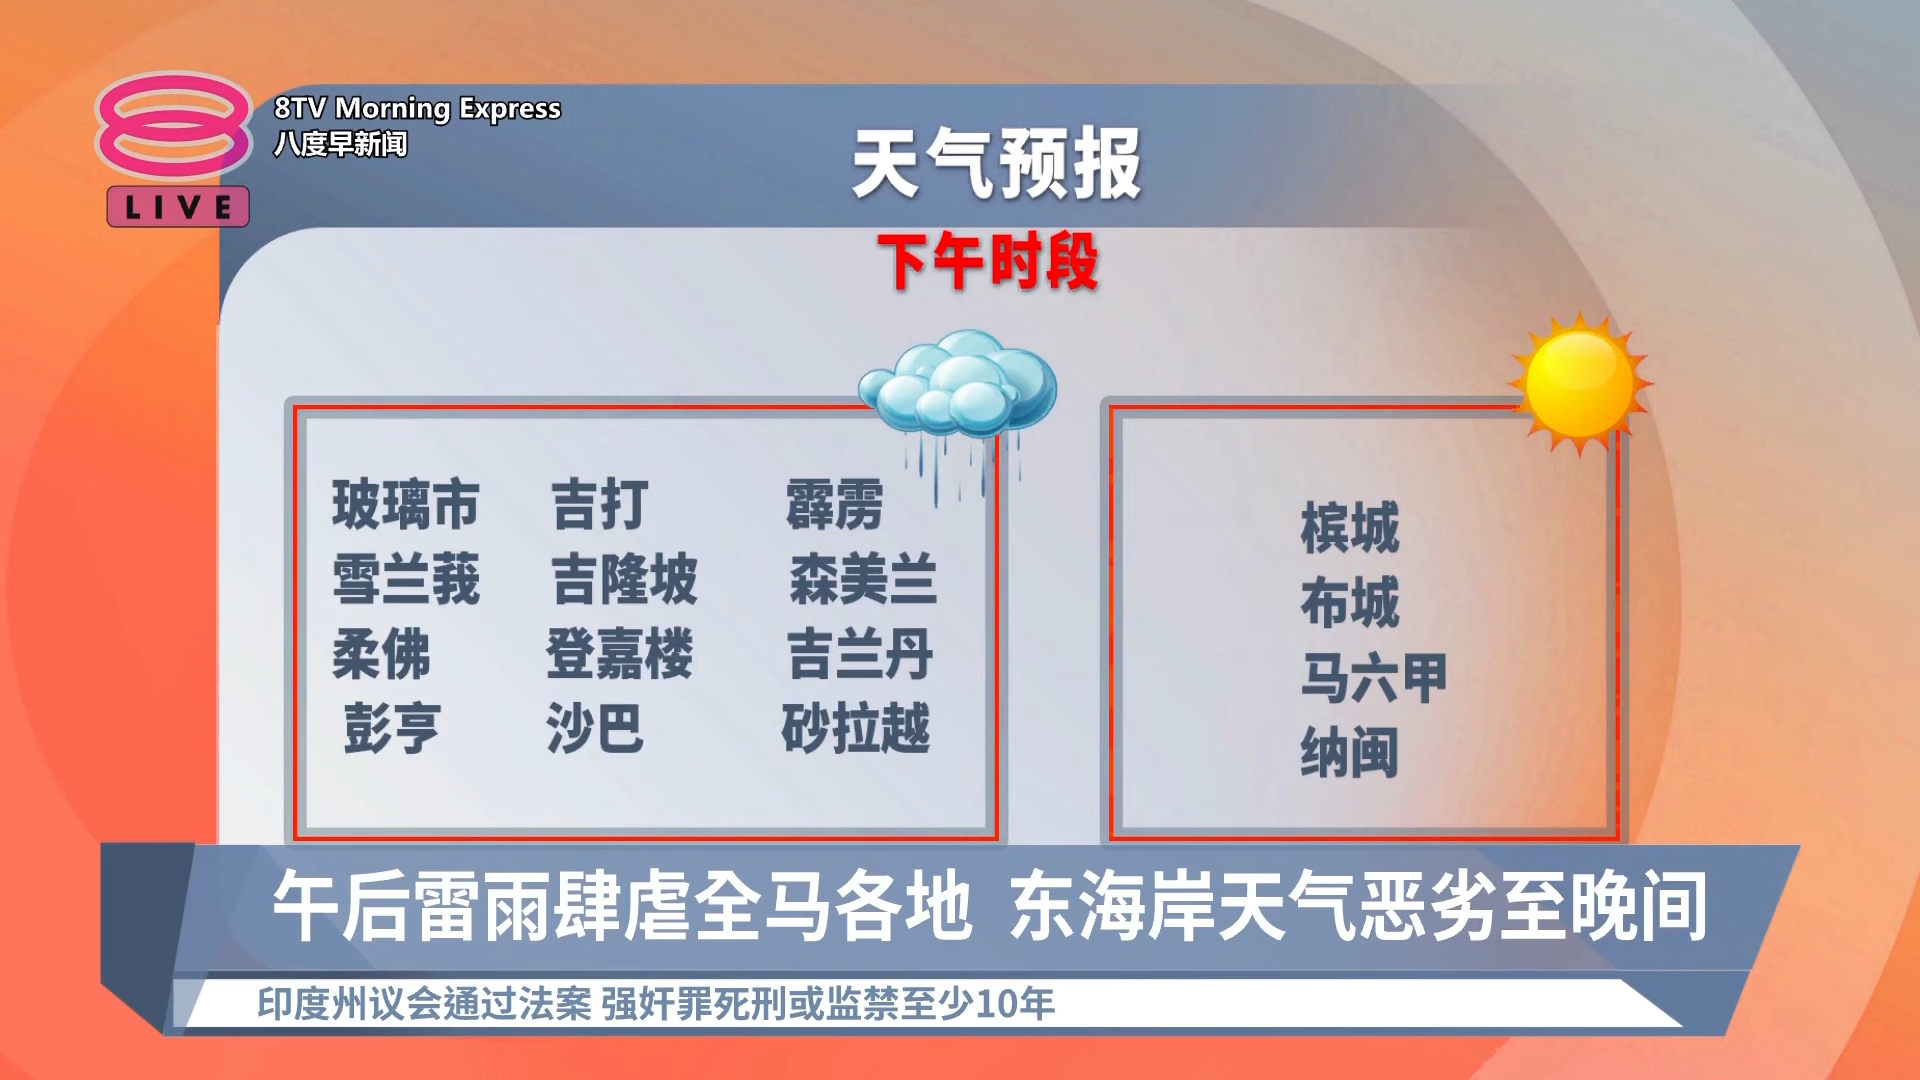 8TV Morning Express
八度早新闻
LIVE
天气预报
下午时段
玻璃市 吉打 霹雳
雪兰莪 吉隆坡 森美兰
柔佛 登嘉楼 吉兰丹
彭亨 沙巴 砂拉越
槟城
布城
马六甲
纳闽
午后雷雨肆虐全马各地 东海岸天气恶劣至晚间
印度州议会通过法案 强奸罪死刑或监禁至少10年